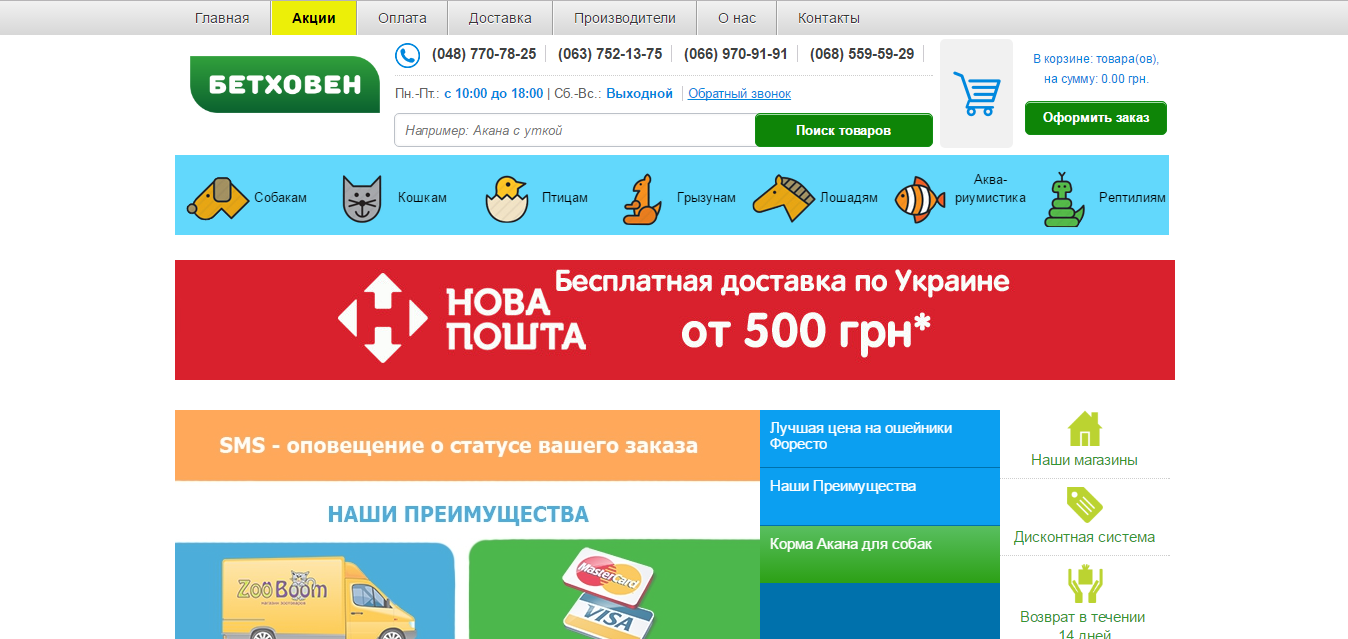 Главная Акции Оплата Доставка Производители О нас Контакты
БЕТХОВЕН
(048) 770-78-25 (063) 752-13-75 (066) 970-91-91 (068) 559-59-29
Пн.-Пт.: с 10:00 до 18:00 | Сб.-Вс.: Выходной Обратный звонок
Например: Акана с уткой Поиск товаров
В корзине: товара(ов),
на сумму: 0.00 грн.
Оформить заказ
Собакам Кошкам Птицам Грызунам Лошадям Аква-
риумистика Рептилиям
НОВА
ПОШТА
Бесплатная доставка по Украине
от 500 грн*
SMS - оповещение о статусе вашего заказа
НАШИ ПРЕИМУЩЕСТВА
ZooBoom
MasterCard
VISA
Лучшая цена на ошейники
Форесто
Наши Преимущества
Корма Акана для собак
Наши магазины
Дисконтная система
Возврат в течении
14 дней